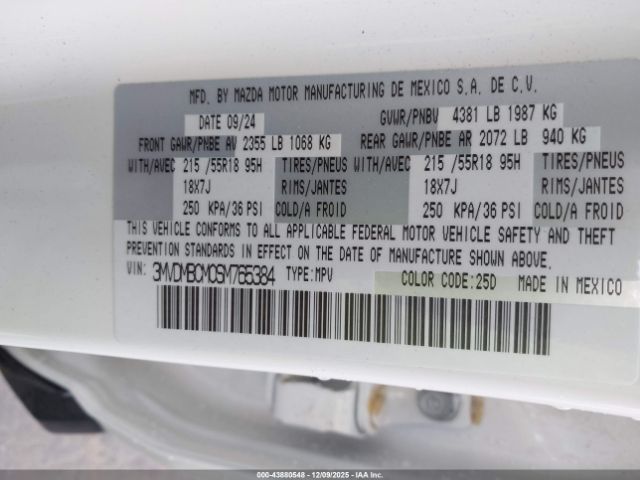 MFD. BY MAZDA MOTOR MANUFACTURING DE MEXICO S.A. DE C.V.
DATE 09/24 GVWR/PNBV 4381 LB 1987 KG
FRONT GAWR/PNBE AV 2355 LB 1068 KG REAR GAWR/PNBE AR 2072 LB 940 KG
WITH/AVEC 215 /55R18 95H TIRES/PNEUS WITH/AVEC 215 /55R18 95H TIRES/PNEUS
18X7J RIMS/JANTES 18X7J RIMS/JANTES
250 KPA/36 PSI COLD/A FROID 250 KPA/36 PSI COLD/A FROID
THIS VEHICLE CONFORMS TO ALL APPLICABLE FEDERAL MOTOR VEHICLE SAFETY AND THEFT
PREVENTION STANDARDS IN EFFECT ON THE DATE OF MANUFACTURE SHOWN ABOVE.
VIN: 3MVDMBCM0SM765384 TYPE: MPV COLOR CODE:25D MADE IN MEXICO
000-43880548 - 12/09/2025 - IAAI.COM